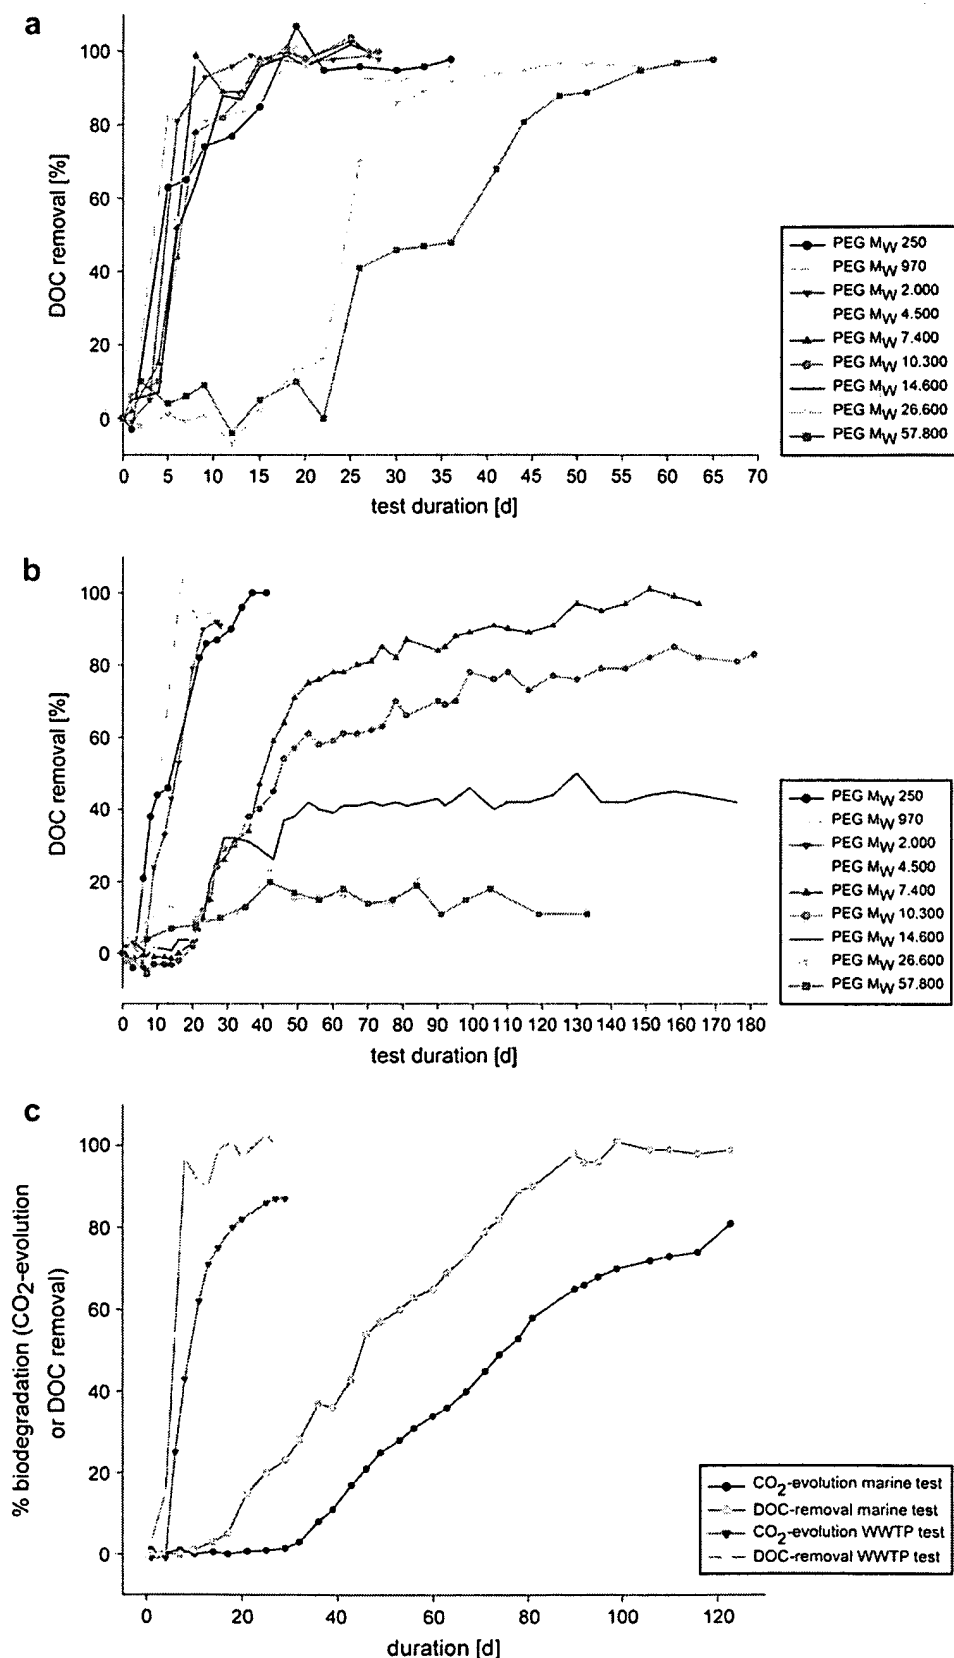 a
DOC removal [%]
100
80
60
40
20
0
0 5 10 15 20 25 30 35 40 45 50 55 60 65 70
test duration [d]
PEG MW 250
PEG MW 970
PEG MW 2.000
PEG MW 4.500
PEG MW 7.400
PEG MW 10.300
PEG MW 14.600
PEG MW 26.600
PEG MW 57.800
b
DOC removal [%]
100
80
60
40
20
0
0 10 20 30 40 50 60 70 80 90 100 110 120 130 140 150 160 170 180
test duration [d]
PEG MW 250
PEG MW 970
PEG MW 2.000
PEG MW 4.500
PEG MW 7.400
PEG MW 10.300
PEG MW 14.600
PEG MW 26.600
PEG MW 57.800
c
% biodegradation (CO2-evolution
or DOC removal)
100
80
60
40
20
0
0 20 40 60 80 100 120
duration [d]
CO2-evolution marine test
DOC-removal marine test
CO2-evolution WWTP test
DOC-removal WWTP test